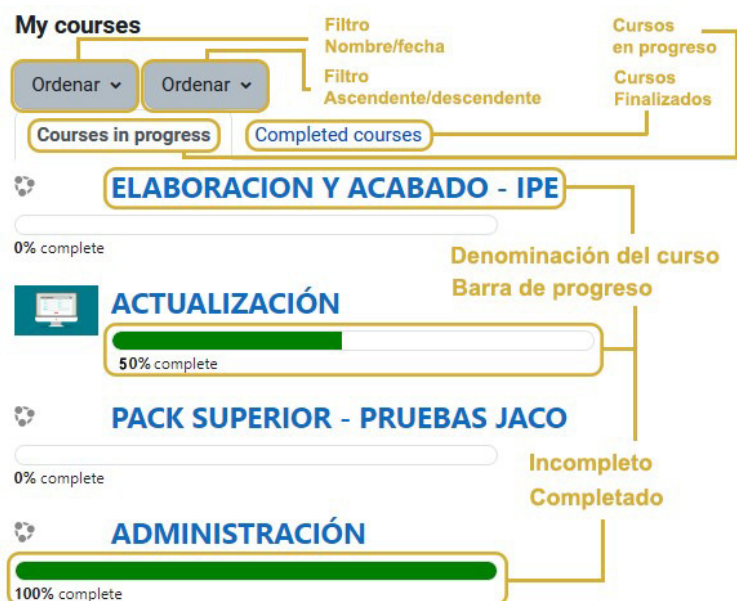 My courses
Filtro
Nombre/fecha
Cursos
en progreso
Ordenar
Ordenar
Filtro
Ascendente/descendente
Cursos
Finalizados
Courses in progress
Completed courses
ELABORACION Y ACABADO - IPE
0% complete
Denominación del curso
Barra de progreso
ACTUALIZACIÓN
50% complete
PACK SUPERIOR - PRUEBAS JACO
0% complete
Incompleto
Completado
ADMINISTRACIÓN
100% complete